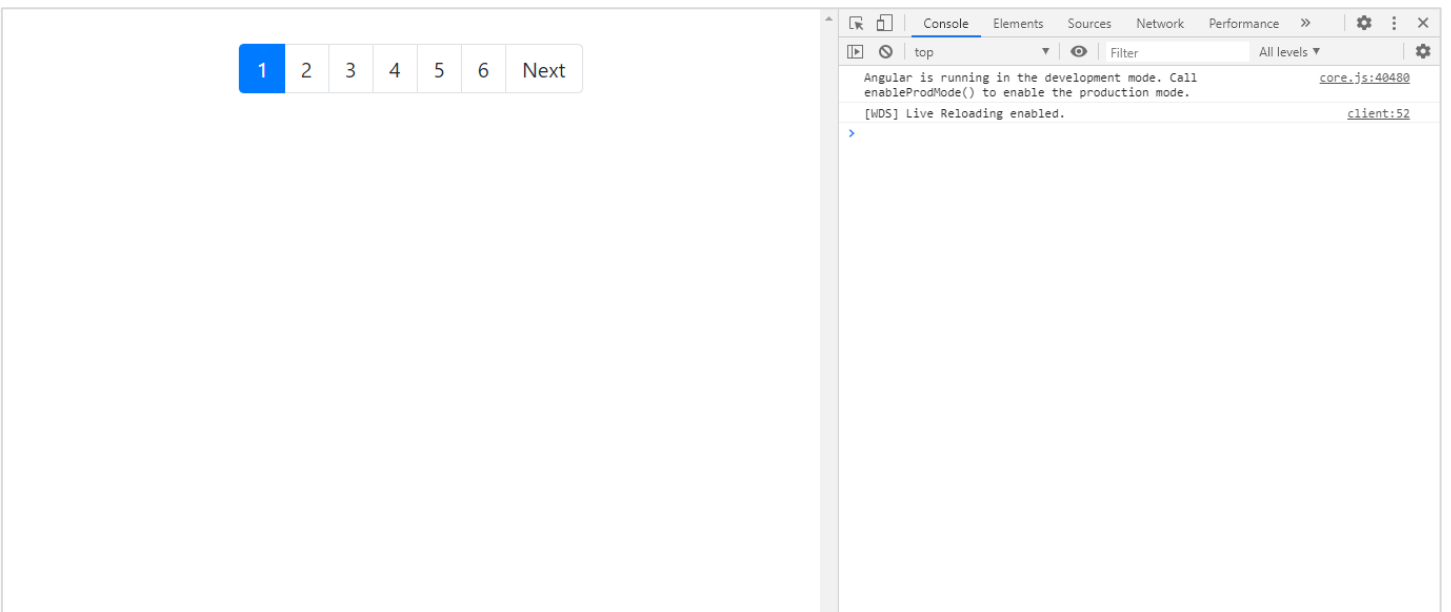 1 2 3 4 5 6 Next
Console Elements Sources Network Performance »
top ▼ Filter All levels ▼
Angular is running in the development mode. Call core.js:40480
enableProdMode() to enable the production mode.
[WDS] Live Reloading enabled. client:52
>